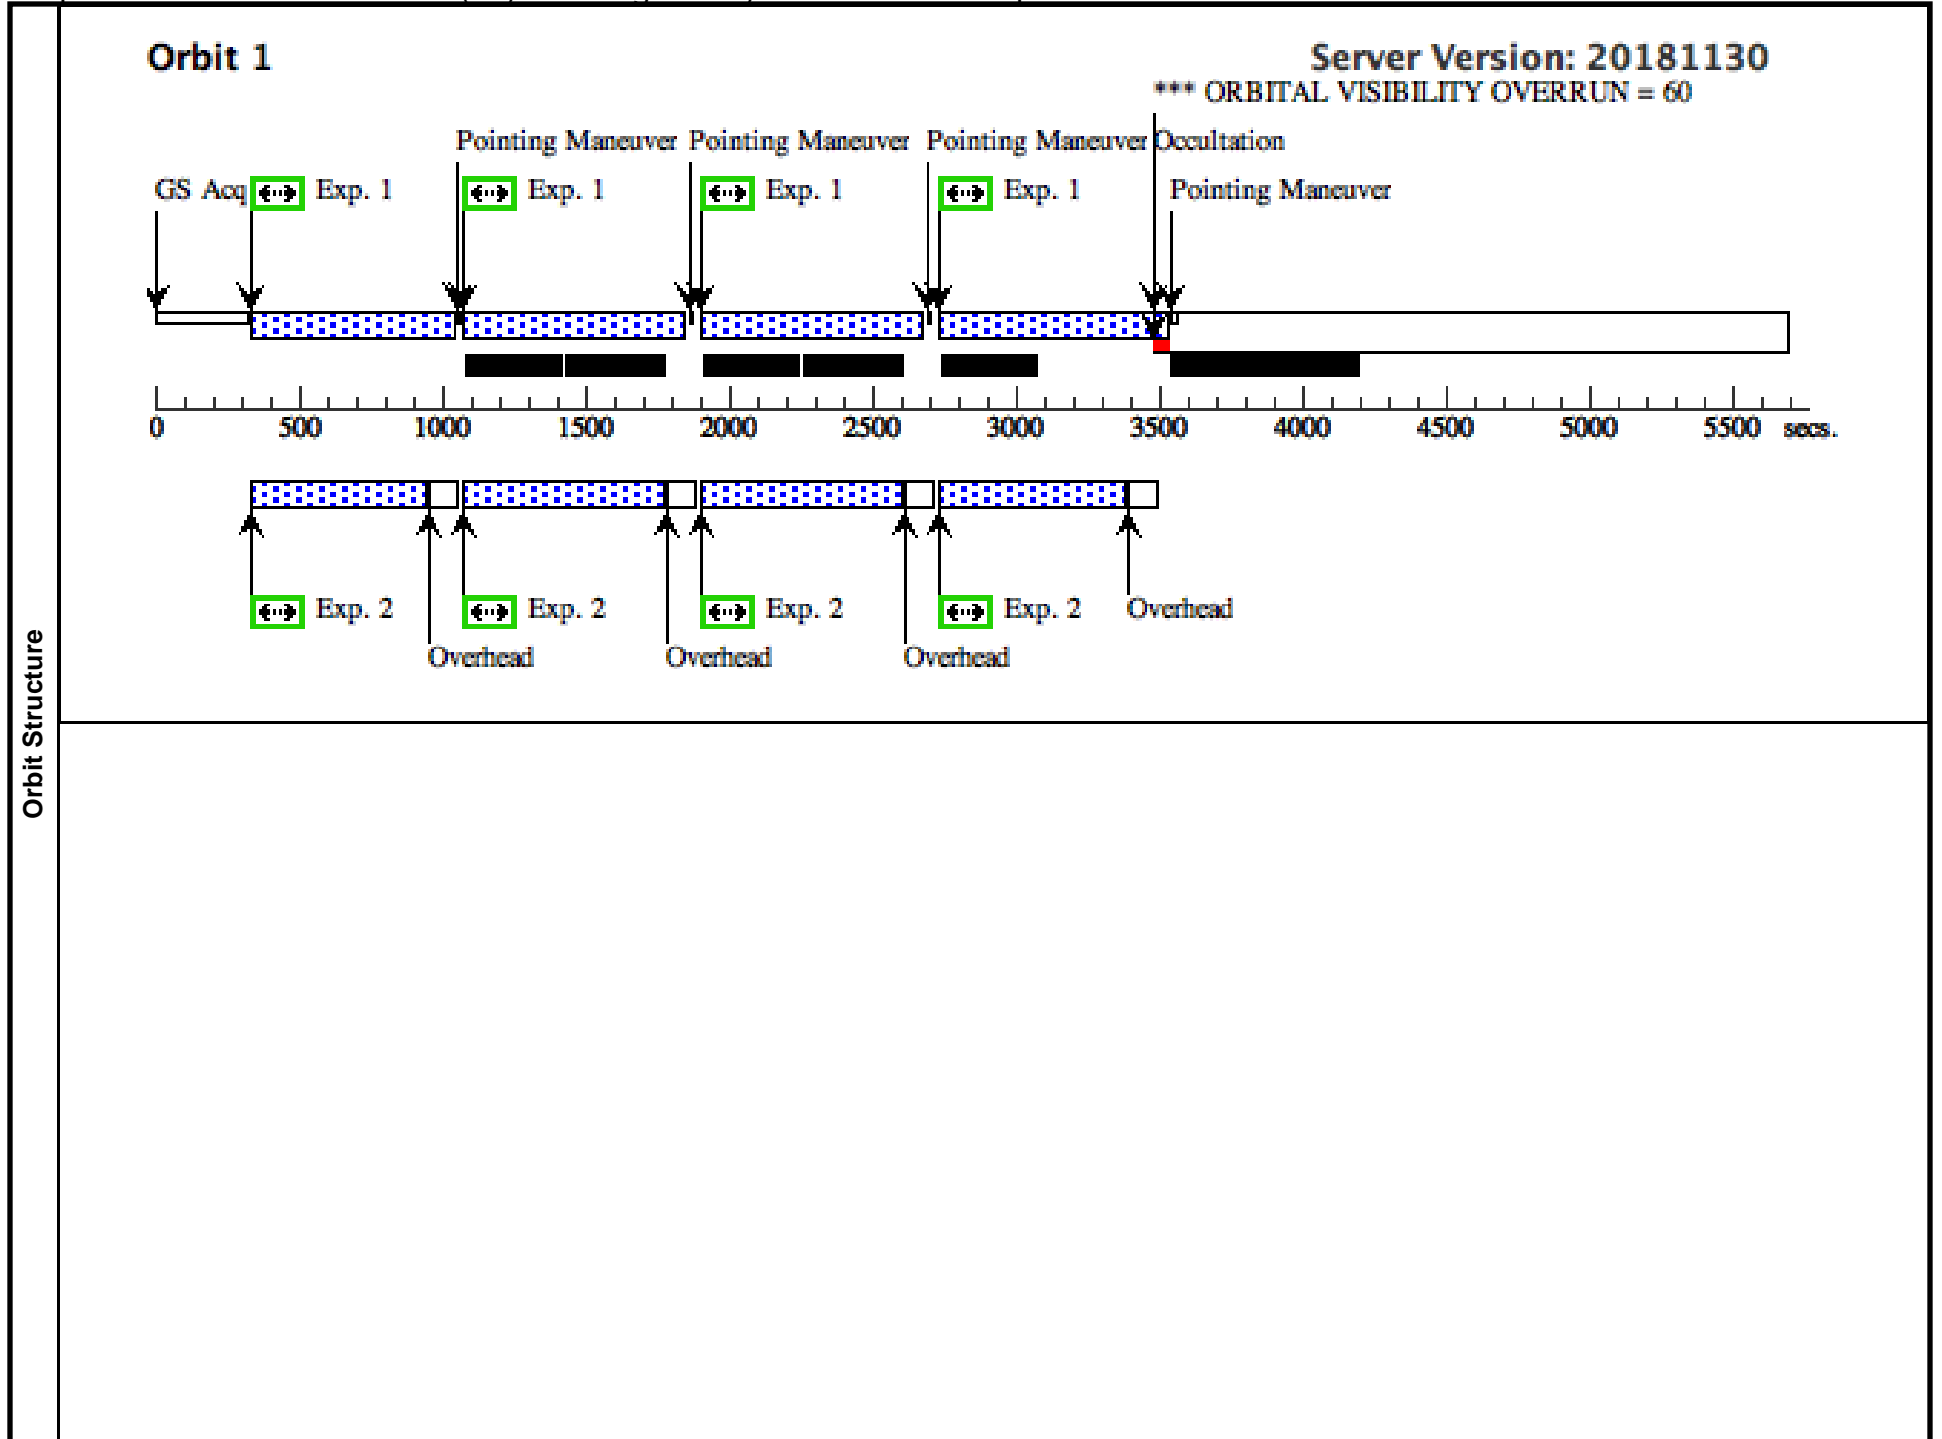 Orbit 1 Server Version: 20181130
*** ORBITAL VISIBILITY OVERRUN = 60
Pointing Maneuver Pointing Maneuver Pointing Maneuver Occultation
GS Acq Exp. 1 Exp. 1 Exp. 1 Exp. 1 Pointing Maneuver
0 500 1000 1500 2000 2500 3000 3500 4000 4500 5000 5500 secs.
Exp. 2 Exp. 2 Exp. 2 Exp. 2 Overhead
Overhead Overhead Overhead
Orbit Structure